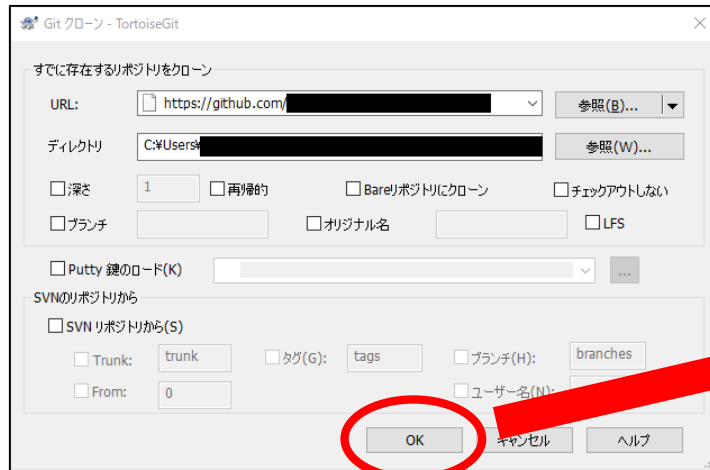 Git クローン - TortoiseGit
すでに存在するリポジトリをクローン
URL: https://github.com/ 参照(B)...
ディレクトリ C:¥Users¥ 参照(W)...
深さ 1 再帰的 Bareリポジトリにクローン チェックアウトしない
ブランチ オリジナル名 LFS
Putty 鍵のロード(K) ...
SVNのリポジトリから
SVN リポジトリから(S)
Trunk: trunk タグ(G): tags ブランチ(H): branches
From: 0 ユーザー名(N):
OK キャンセル ヘルプ